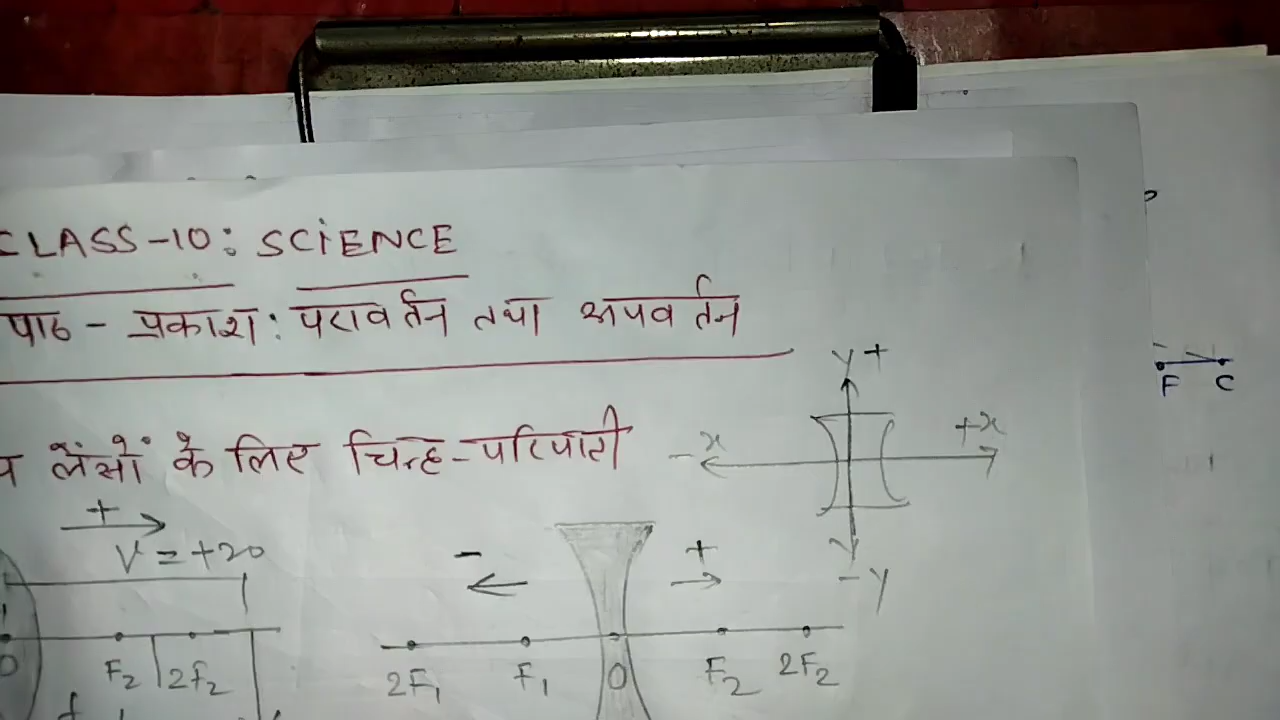 CLASS-10: SCIENCE
पाठ - प्रकाश: परावर्तन तथा अपवर्तन
लेंसों के लिए चिन्ह-परिपाटी
y+
-x
+x
-y
+
V = +20
-
+
O
F₂
2F₂
2F₁
F₁
O
F₂
2F₂
F
C